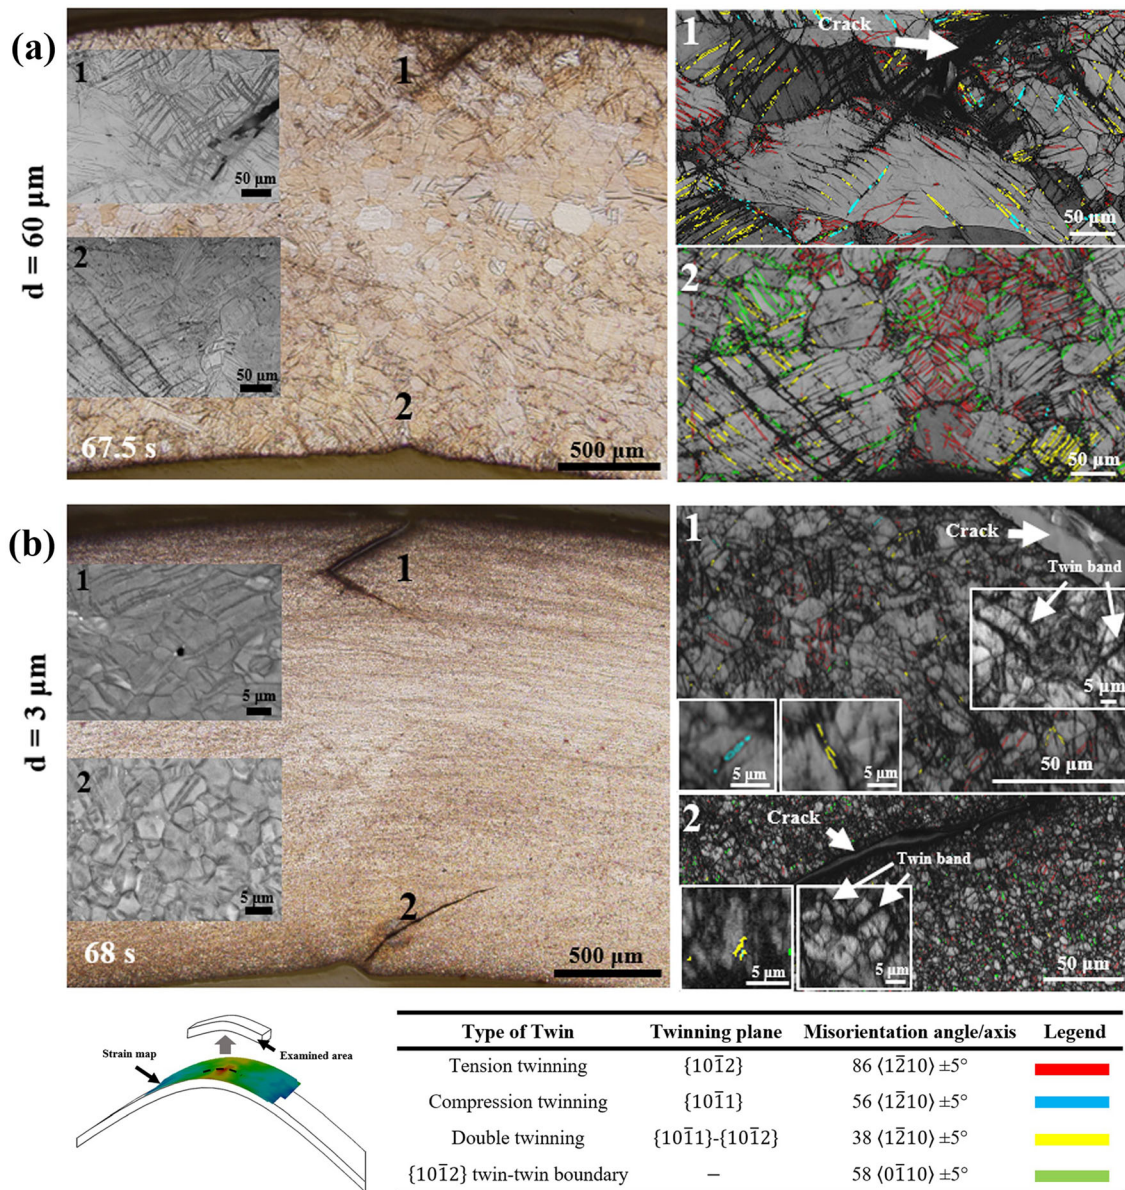 (a)
d = 60 μm
1
50 μm
2
50 μm
1
2
67.5 s
500 μm
1
Crack
50 μm
2
50 μm
(b)
d = 3 μm
1
5 μm
2
5 μm
1
2
68 s
500 μm
1
Crack
Twin band
5 μm
5 μm
5 μm
50 μm
2
Crack
Twin band
5 μm
5 μm
50 μm
Strain map
Examined area
Type of Twin Twinning plane Misorientation angle/axis Legend
Tension twinning {101̅2} 86 ⟨12̅10⟩ ±5°
Compression twinning {101̅1} 56 ⟨12̅10⟩ ±5°
Double twinning {101̅1}-{101̅2} 38 ⟨12̅10⟩ ±5°
{101̅2} twin-twin boundary – 58 ⟨01̅10⟩ ±5°